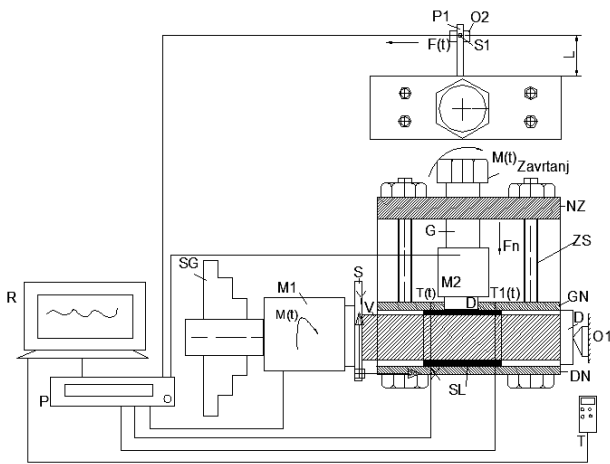 P1
O2
F(t)
S1
L
M(t)
Zavrtanj
NZ
G
Fn
ZS
SG
S
M1
M2
T(t)
D
T1(t)
GN
R
M(t)
V
D
O1
P
O
SL
DN
T